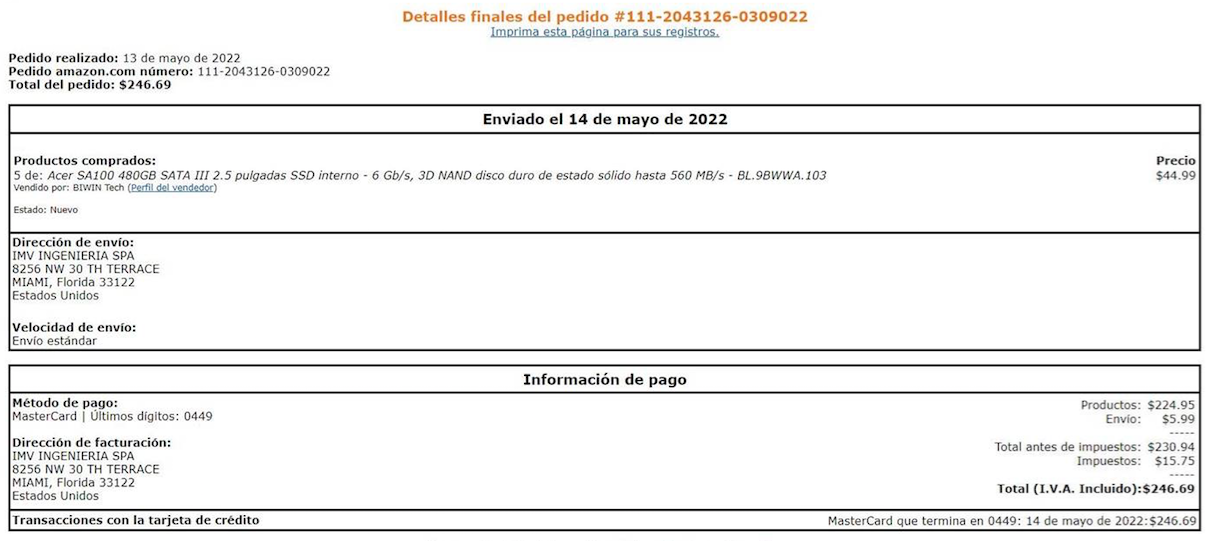 Detalles finales del pedido #111-2043126-0309022
Imprima esta página para sus registros.
Pedido realizado: 13 de mayo de 2022
Pedido amazon.com número: 111-2043126-0309022
Total del pedido: $246.69
Enviado el 14 de mayo de 2022
Productos comprados: Precio
5 de: Acer SA100 480GB SATA III 2.5 pulgadas SSD interno - 6 Gb/s, 3D NAND disco duro de estado sólido hasta 560 MB/s - BL.9BWWA.103 $44.99
Vendido por: BIWIN Tech (Perfil del vendedor)
Estado: Nuevo
Dirección de envío:
IMV INGENIERIA SPA
8256 NW 30 TH TERRACE
MIAMI, Florida 33122
Estados Unidos
Velocidad de envío:
Envío estándar
Información de pago
Método de pago:
MasterCard | Últimos dígitos: 0449
Dirección de facturación:
IMV INGENIERIA SPA
8256 NW 30 TH TERRACE
MIAMI, Florida 33122
Estados Unidos
Productos: $224.95
Envío: $5.99
-----
Total antes de impuestos: $230.94
Impuestos: $15.75
-----
Total (I.V.A. Incluido):$246.69
Transacciones con la tarjeta de crédito MasterCard que termina en 0449: 14 de mayo de 2022:$246.69